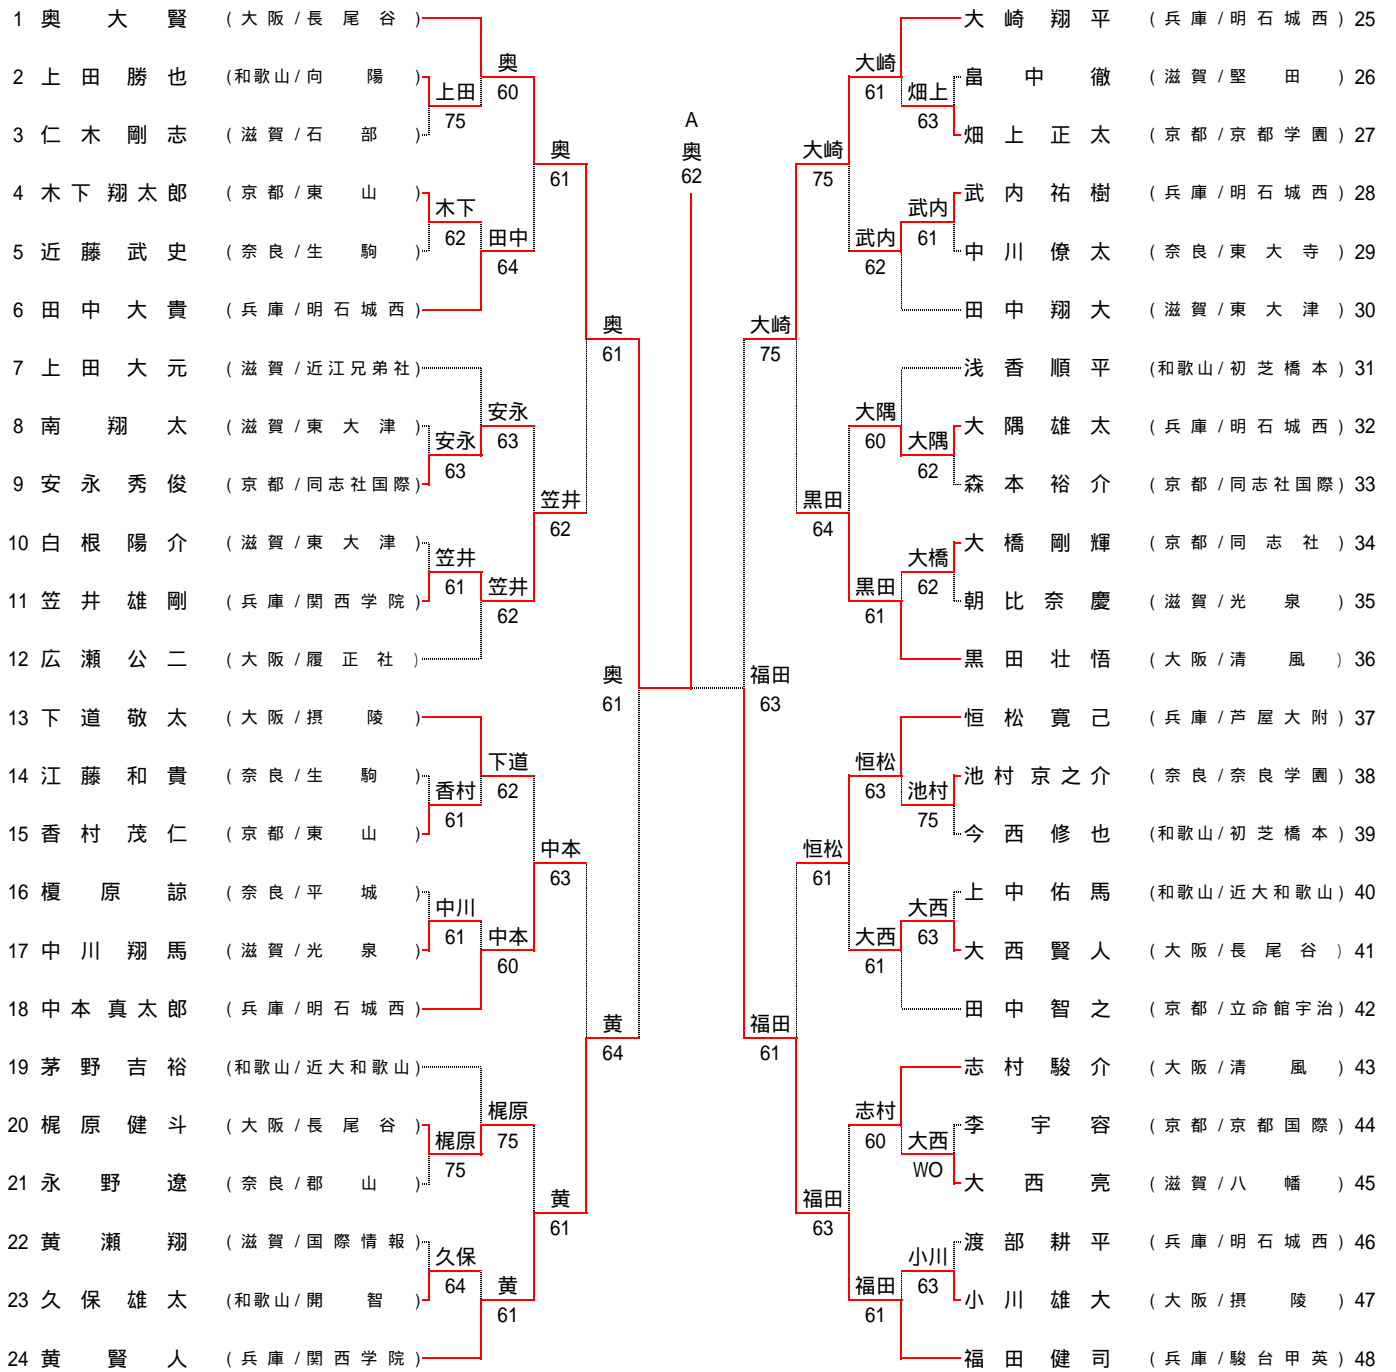 1 奥大賢 (大阪/長尾谷)
2 上田勝也 (和歌山/向陽)
3 仁木剛志 (滋賀/石部)
4 木下翔太郎 (京都/東山)
5 近藤武史 (奈良/生駒)
6 田中大貴 (兵庫/明石城西)
7 上田大元 (滋賀/近江兄弟社)
8 南翔太 (滋賀/東大津)
9 安永秀俊 (京都/同志社国際)
10 白根陽介 (滋賀/東大津)
11 笠井雄剛 (兵庫/関西学院)
12 広瀬公二 (大阪/履正社)
13 下道敬太 (大阪/摂陵)
14 江藤和貴 (奈良/生駒)
15 香村茂仁 (京都/東山)
16 榎原諒 (奈良/平城)
17 中川翔馬 (滋賀/光泉)
18 中本真太郎 (兵庫/明石城西)
19 茅野吉裕 (和歌山/近大和歌山)
20 梶原健斗 (大阪/長尾谷)
21 永野遼 (奈良/郡山)
22 黄瀬翔 (滋賀/国際情報)
23 久保雄太 (和歌山/開智)
24 黄賢人 (兵庫/関西学院)
上田
75
木下
62
安永
63
笠井
61
香村
61
中川
61
梶原
75
久保
64
奥
60
田中
64
安永
63
笠井
62
下道
62
中本
60
梶原
75
黄
61
奥
61
笠井
62
中本
63
黄
61
奥
61
黄
64
奥
61
A
奥
62
福田
63
大崎
75
福田
61
大崎
75
黒田
64
恒松
61
福田
63
大崎
61
武内
62
大隅
60
黒田
61
恒松
63
大西
61
志村
60
福田
61
畑上
63
武内
61
大隅
62
大橋
62
池村
75
大西
63
大西
WO
小川
63
大崎翔平 (兵庫/明石城西) 25
畠中徹 (滋賀/堅田) 26
畑上正太 (京都/京都学園) 27
武内祐樹 (兵庫/明石城西) 28
中川僚太 (奈良/東大寺) 29
田中翔大 (滋賀/東大津) 30
浅香順平 (和歌山/初芝橋本) 31
大隅雄太 (兵庫/明石城西) 32
森本裕介 (京都/同志社国際) 33
大橋剛輝 (京都/同志社) 34
朝比奈慶 (滋賀/光泉) 35
黒田壮悟 (大阪/清風) 36
恒松寛己 (兵庫/芦屋大附) 37
池村京之介 (奈良/奈良学園) 38
今西修也 (和歌山/初芝橋本) 39
上中佑馬 (和歌山/近大和歌山) 40
大西賢人 (大阪/長尾谷) 41
田中智之 (京都/立命館宇治) 42
志村駿介 (大阪/清風) 43
李宇容 (京都/京都国際) 44
大西亮 (滋賀/八幡) 45
渡部耕平 (兵庫/明石城西) 46
小川雄大 (大阪/摂陵) 47
福田健司 (兵庫/駿台甲英) 48